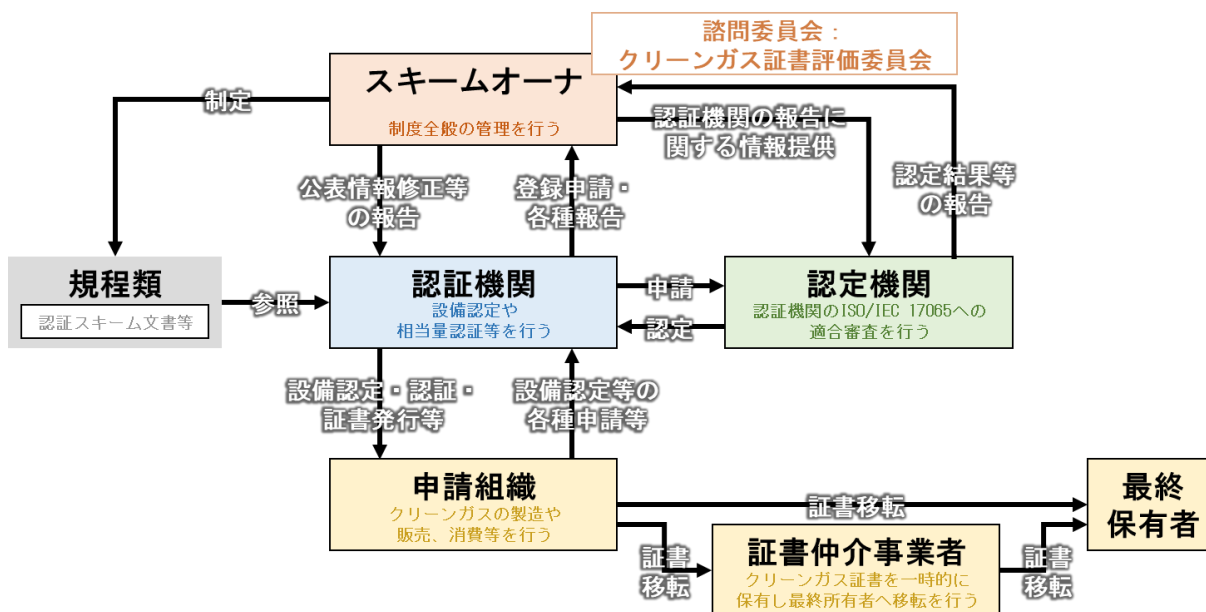 諮問委員会：
クリーンガス証書評価委員会
スキームオーナ
制度全般の管理を行う
制定
認証機関の報告に
関する情報提供
認定結果等
の報告
公表情報修正等
の報告
登録申請・
各種報告
規程類
認証スキーム文書等
参照
認証機関
設備認定や
相当量認証等を行う
申請
認定
認定機関
認証機関のISO/IEC 17065への
適合審査を行う
設備認定・認証・
証書発行等
設備認定等の
各種申請等
申請組織
クリーンガスの製造や
販売、消費等を行う
証書移転
最終
保有者
証書
移転
証書仲介事業者
クリーンガス証書を一時的に
保有し最終所有者へ移転を行う
証書
移転